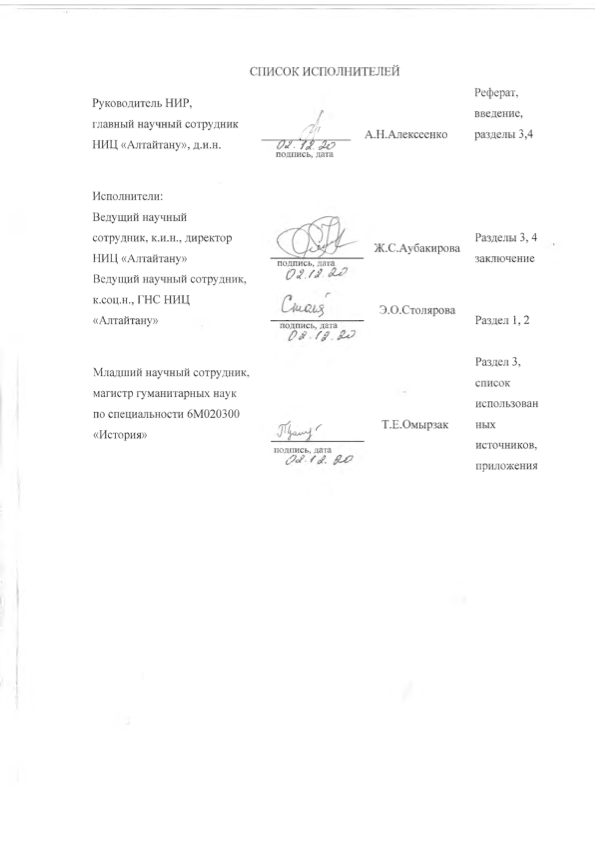 СПИСОК ИСПОЛНИТЕЛЕЙ
Руководитель НИР,
главный научный сотрудник
НИЦ «Алтайтану», д.и.н.
02.12.20
подпись, дата
А.Н.Алексеенко
Реферат,
введение,
разделы 3,4
Исполнители:
Ведущий научный
сотрудник, к.и.н., директор
НИЦ «Алтайтану»
подпись, дата
02.12.20
Ж.С.Аубакирова
Разделы 3, 4
заключение
Ведущий научный сотрудник,
к.соц.н., ГНС НИЦ
«Алтайтану»
подпись, дата
02.12.20
Э.О.Столярова
Раздел 1, 2
Младший научный сотрудник,
магистр гуманитарных наук
по специальности 6М020300
«История»
подпись, дата
02.12.20
Т.Е.Омырзак
Раздел 3,
список
использован
ных
источников,
приложения